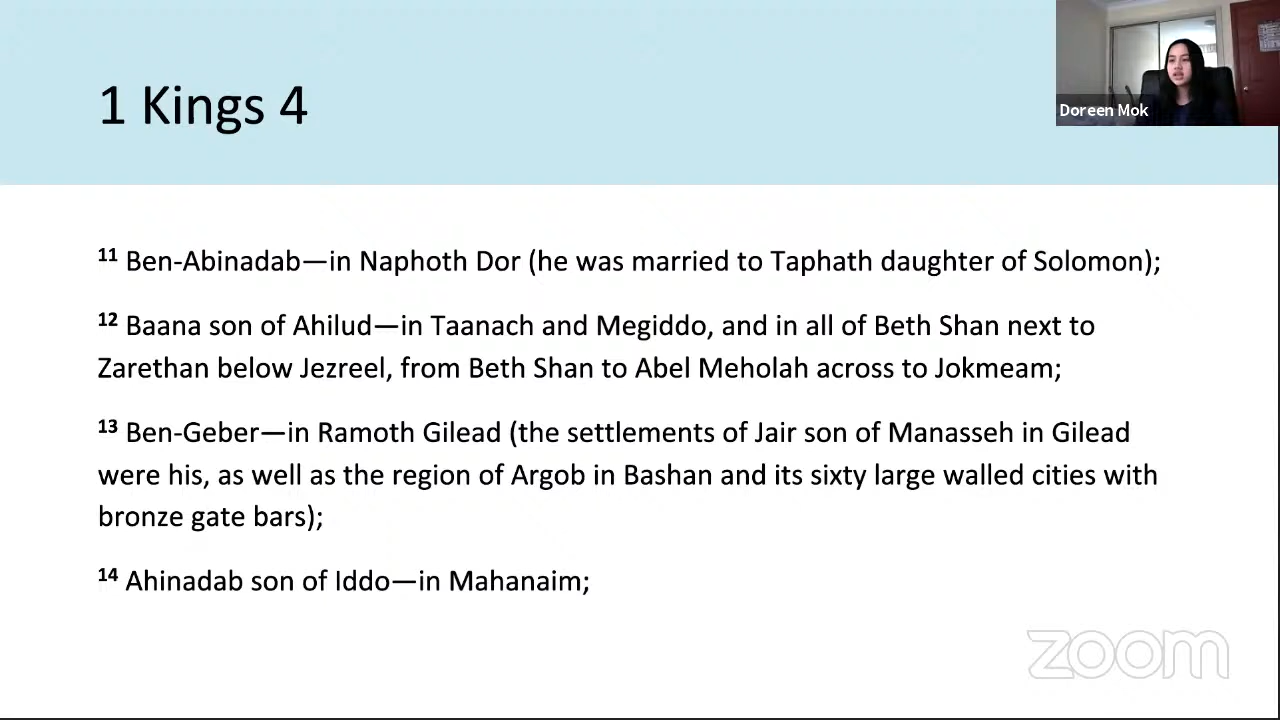 1 Kings 4
Doreen Mok
11 Ben-Abinadab—in Naphoth Dor (he was married to Taphath daughter of Solomon);
12 Baana son of Ahilud—in Taanach and Megiddo, and in all of Beth Shan next to
Zarethan below Jezreel, from Beth Shan to Abel Meholah across to Jokmeam;
13 Ben-Geber—in Ramoth Gilead (the settlements of Jair son of Manasseh in Gilead
were his, as well as the region of Argob in Bashan and its sixty large walled cities with
bronze gate bars);
14 Ahinadab son of Iddo—in Mahanaim;
zoom